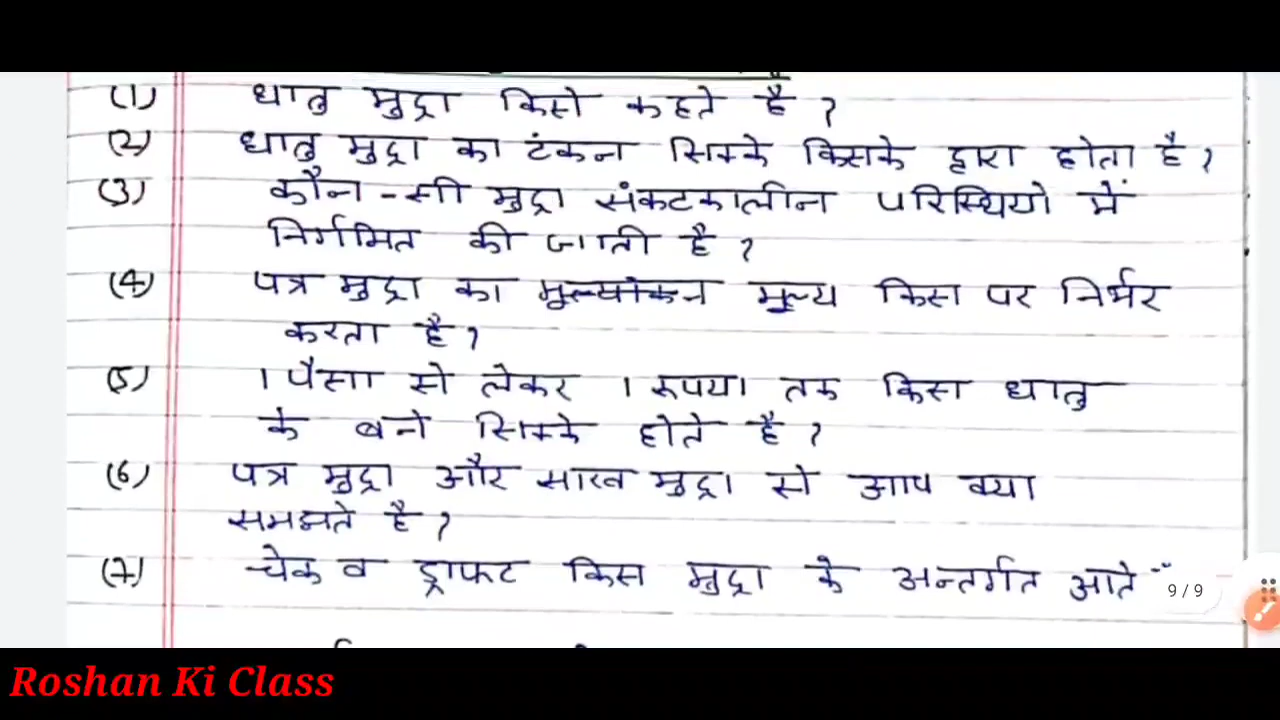 (1) धातु मुद्रा किसे कहते है ?
(2) धातु मुद्रा का टंकन सिक्के किसके द्वारा होता है ?
(3) कौन-सी मुद्रा संकटकालीन परिस्थियो में
निर्गमित की जाती है ?
(4) पत्र मुद्रा का मूल्यांकन मूल्य किस पर निर्भर
करता है ?
(5) 1 पैसा से लेकर 1 रूपया तक किस धातु
के बने सिक्के होते है ?
(6) पत्र मुद्रा और साख मुद्रा से आप क्या
समझते है ?
(7) चेक व ड्राफ्ट किस मुद्रा के अन्तर्गत आते
9/9
Roshan Ki Class